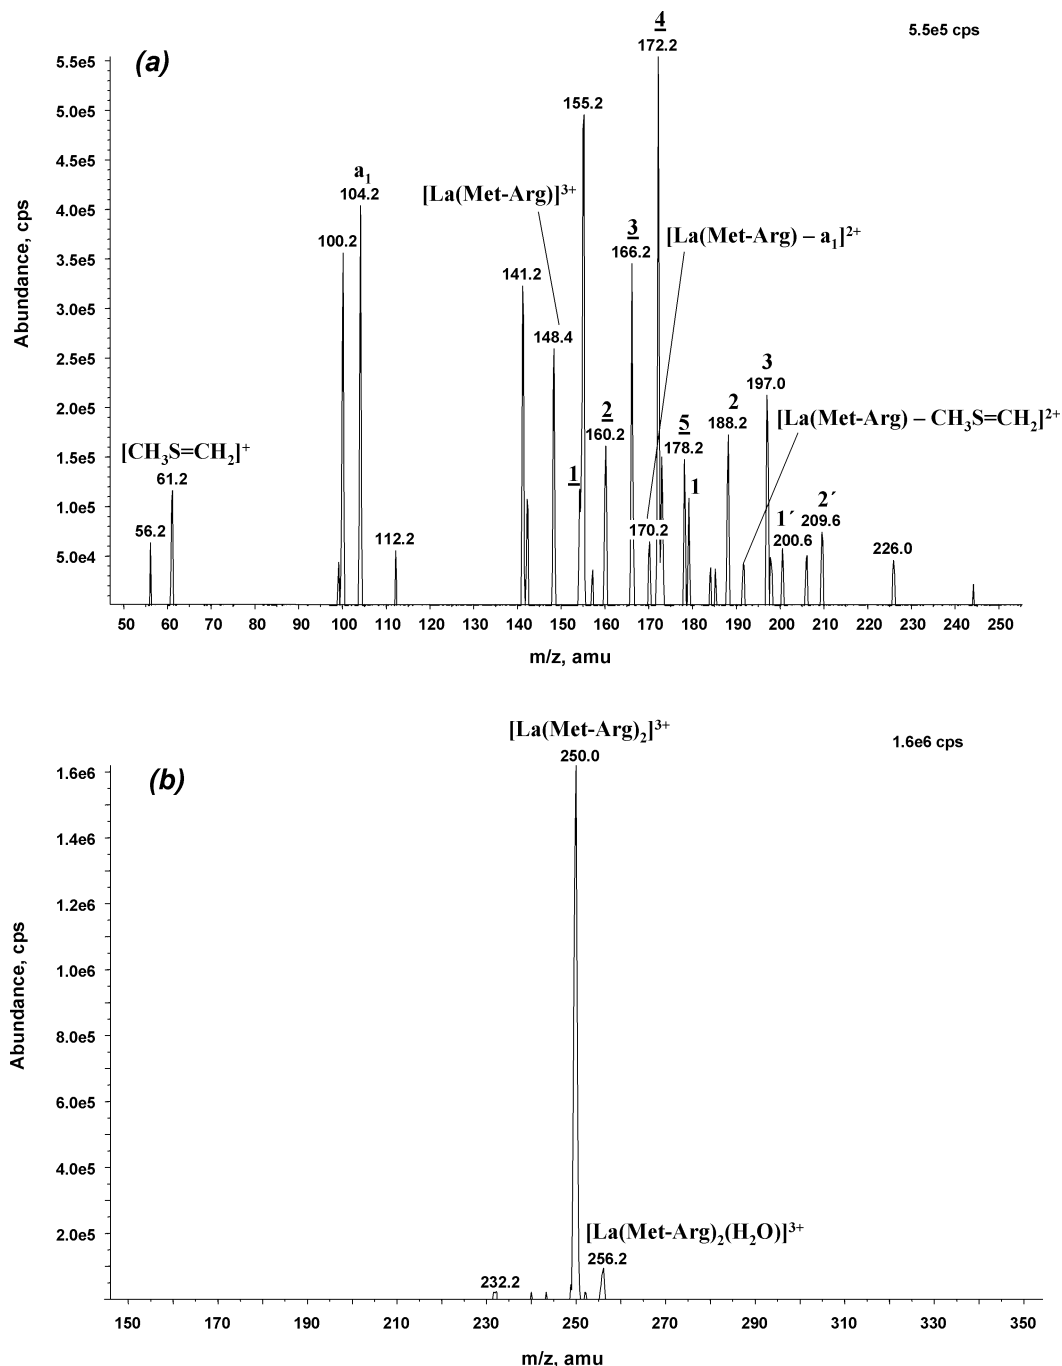 (a)
5.5e5 cps
Abundance, cps
5.5e5
5.0e5
4.5e5
4.0e5
3.5e5
3.0e5
2.5e5
2.0e5
1.5e5
1.0e5
5.0e4
[CH₃S=CH₂]⁺
61.2
56.2
100.2
a₁
104.2
112.2
141.2
[La(Met-Arg)]³⁺
148.4
1
155.2
2
160.2
3
166.2
170.2
[La(Met-Arg) – a₁]²⁺
4
172.2
5
178.2
1
2
188.2
[La(Met-Arg) – CH₃S=CH₂]²⁺
3
197.0
1´
200.6
2´
209.6
226.0
50 60 70 80 90 100 110 120 130 140 150 160 170 180 190 200 210 220 230 240 250
m/z, amu
(b)
1.6e6 cps
Abundance, cps
1.6e6
1.4e6
1.2e6
1.0e6
8.0e5
6.0e5
4.0e5
2.0e5
[La(Met-Arg)₂]³⁺
250.0
[La(Met-Arg)₂(H₂O)]³⁺
256.2
232.2
150 170 190 210 230 250 270 290 310 330 350
m/z, amu